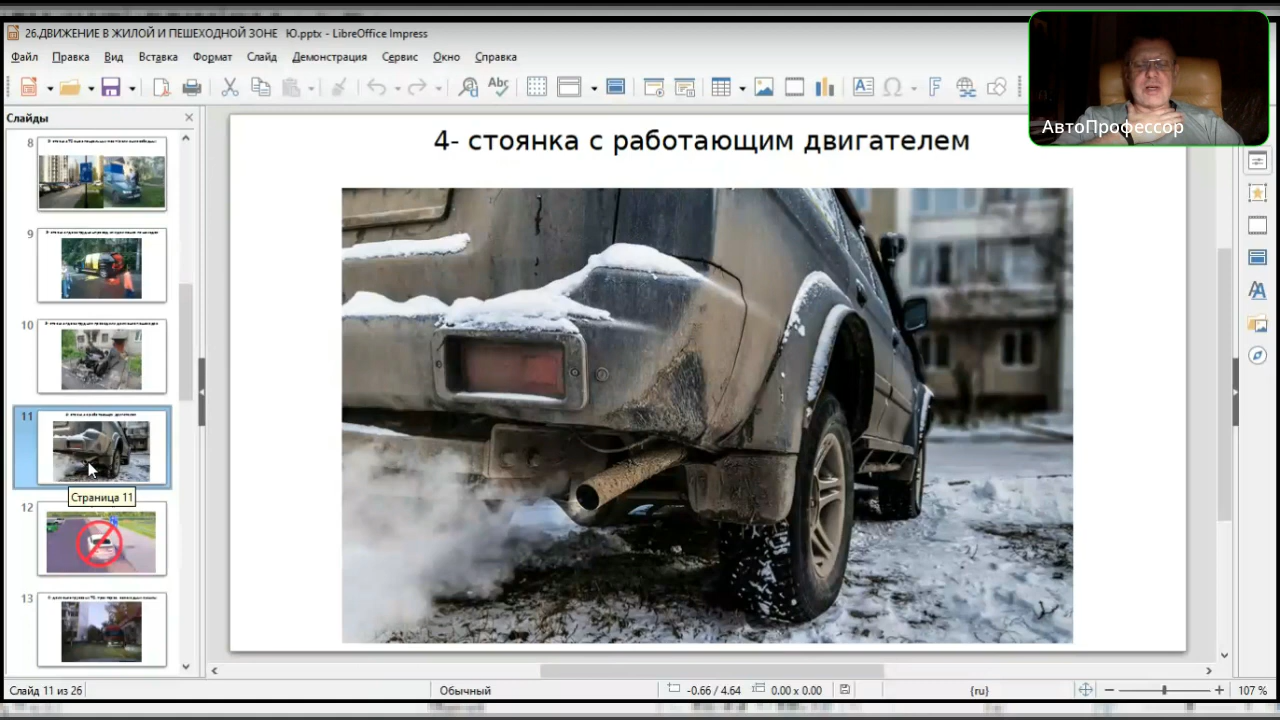 26.ДВИЖЕНИЕ В ЖИЛОЙ И ПЕШЕХОДНОЙ ЗОНЕ Ю.pptx - LibreOffice Impress
Файл Правка Вид Вставка Формат Слайд Демонстрация Сервис Окно Справка
АвтоПрофессор
Слайды
4- стоянка с работающим двигателем
8
9
10
11
Страница 11
12
13
Слайд 11 из 26 Обычный -0.66 / 4.64 0.00 x 0.00 {ru} 107 %